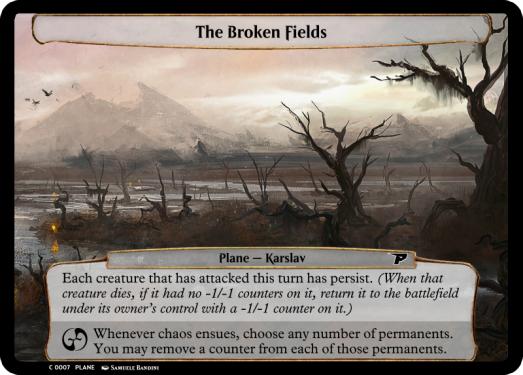 The Broken Fields
Plane — Karslav
Each creature that has attacked this turn has persist. (When that
creature dies, if it had no -1/-1 counters on it, return it to the battlefield
under its owner's control with a -1/-1 counter on it.)
Whenever chaos ensues, choose any number of permanents.
You may remove a counter from each of those permanents.
C 0007 PLANE Samuele Bandini